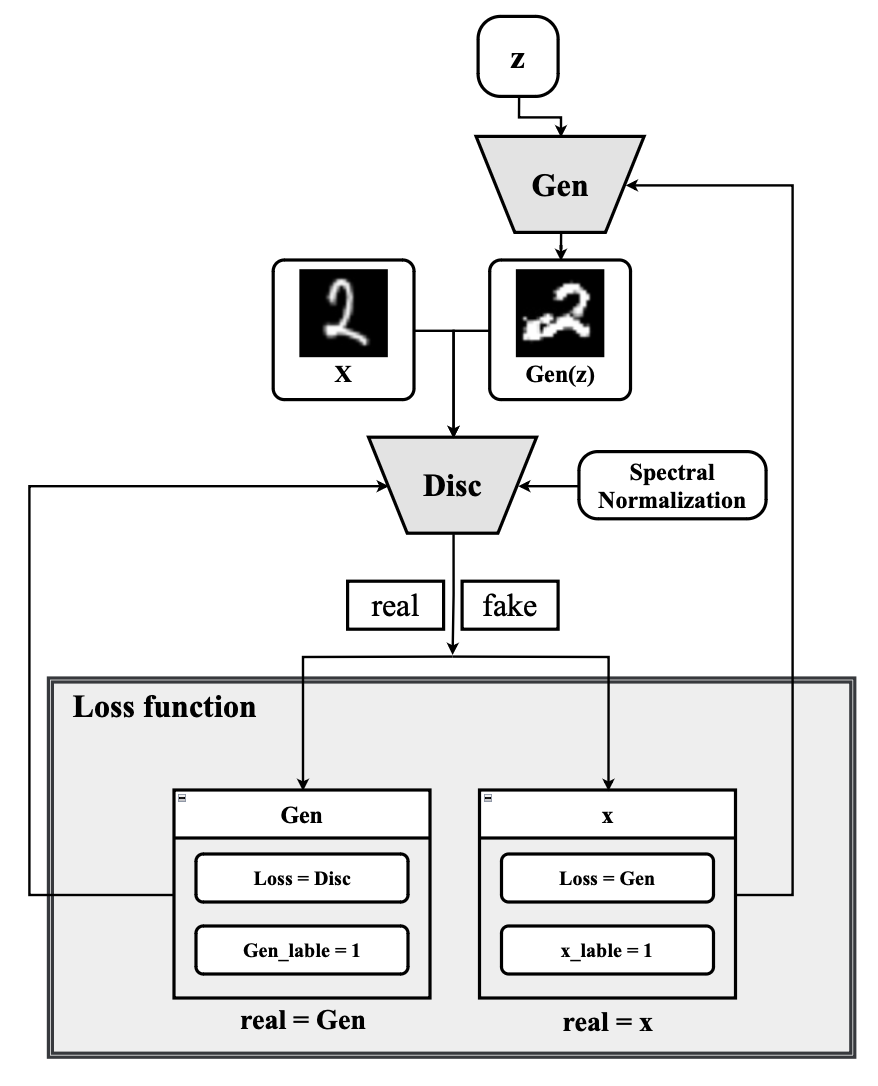 z
Gen
X
Gen(z)
Disc
Spectral
Normalization
real
fake
Loss function
Gen
Loss = Disc
Gen_lable = 1
real = Gen
x
Loss = Gen
x_lable = 1
real = x